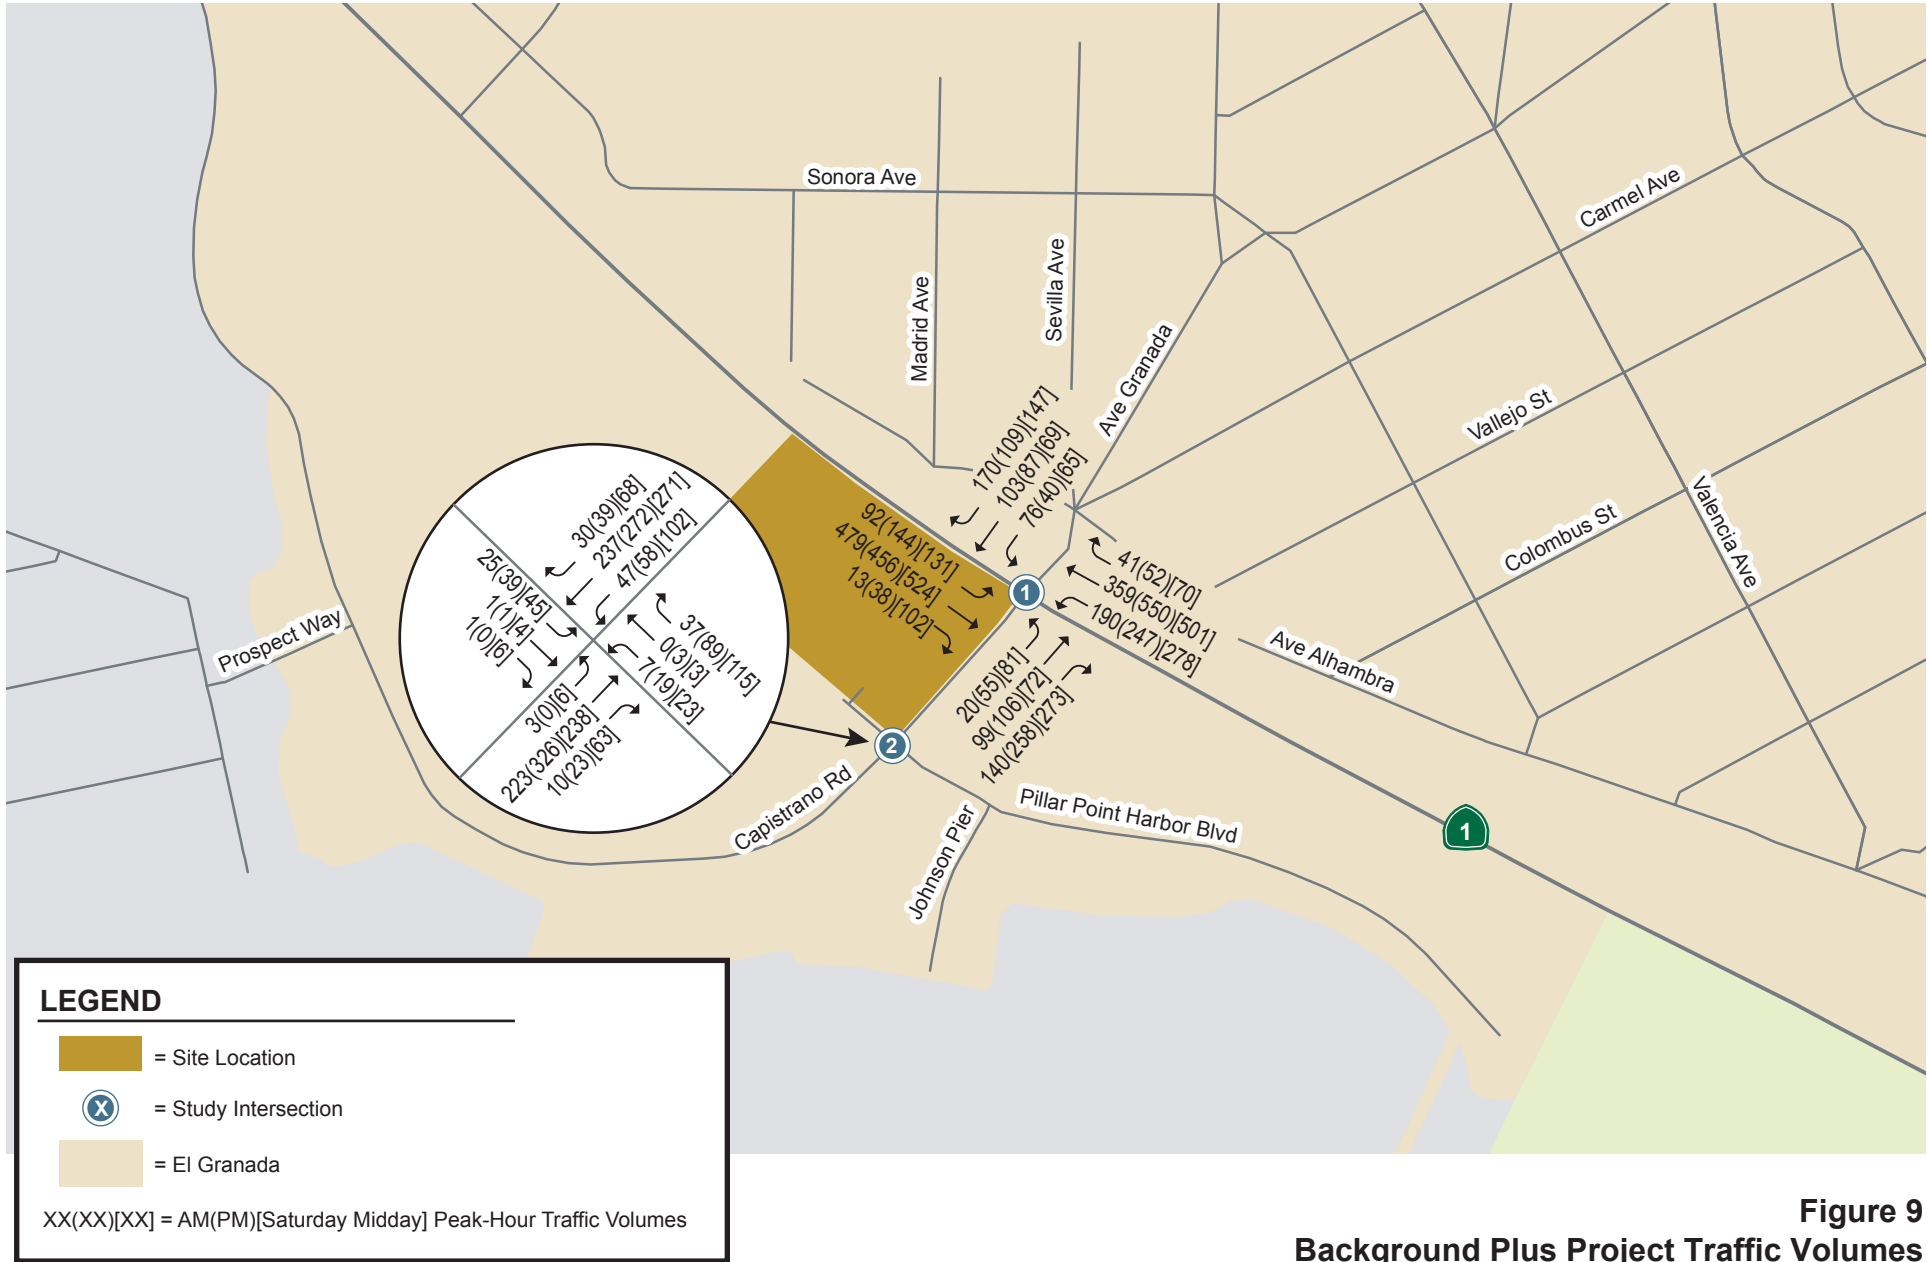 Sonora Ave
Carmel Ave
Madrid Ave
Sevilla Ave
Ave Granada
Vallejo St
Valencia Ave
Colombus St
170(109)[147]
103(87)[69]
76(40)[65]
92(144)[131]
479(456)[524]
13(38)[102]
41(52)[70]
359(550)[501]
190(247)[278]
20(55)[81]
99(106)[72]
140(258)[273]
1
30(39)[68]
237(272)[271]
47(58)[102]
25(39)[45]
1(1)[4]
1(0)[6]
37(89)[115]
0(3)[3]
7(19)[23]
3(0)[6]
223(326)[238]
10(23)[63]
2
Prospect Way
Ave Alhambra
Capistrano Rd
Johnson Pier
Pillar Point Harbor Blvd
1
LEGEND
= Site Location
X = Study Intersection
= El Granada
XX(XX)[XX] = AM(PM)[Saturday Midday] Peak-Hour Traffic Volumes
Figure 9
Background Plus Project Traffic Volumes